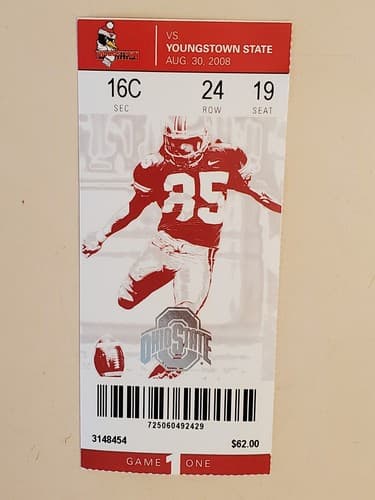 VS.
YOUNGSTOWN STATE
AUG. 30, 2008
16C 24 19
SEC ROW SEAT
85
OHIO STATE
725060492429
3148454 $62.00
GAME 1 ONE